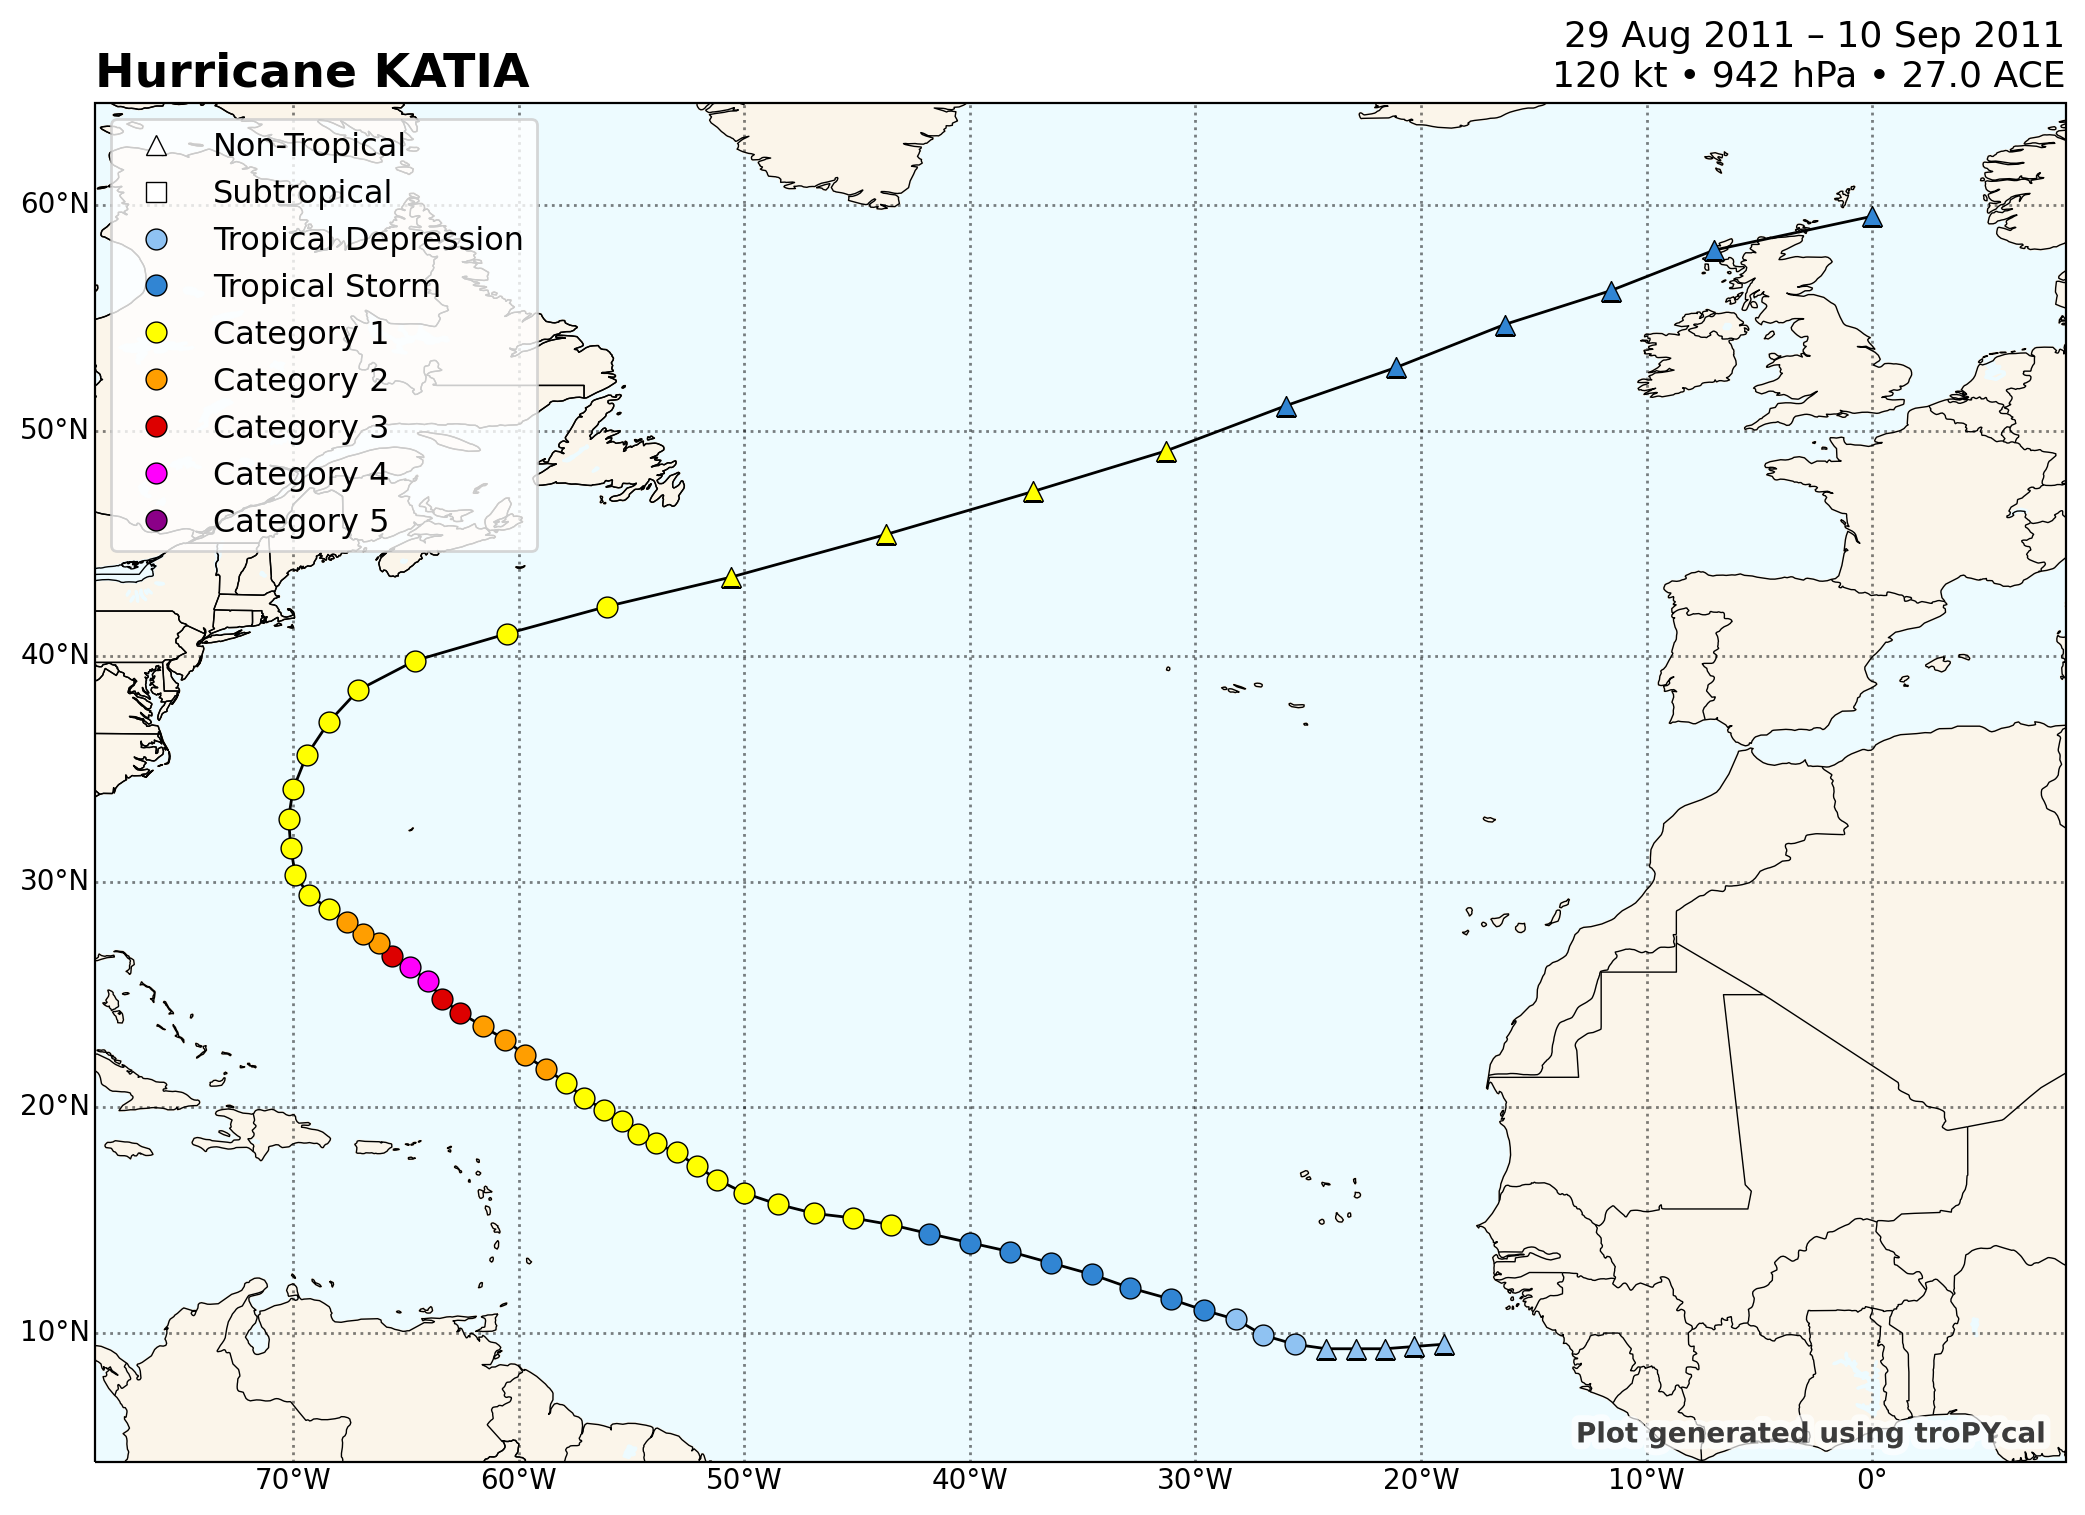 Hurricane KATIA
29 Aug 2011 – 10 Sep 2011
120 kt • 942 hPa • 27.0 ACE
Non-Tropical
Subtropical
Tropical Depression
Tropical Storm
Category 1
Category 2
Category 3
Category 4
Category 5
60°N
50°N
40°N
30°N
20°N
10°N
Plot generated using troPYcal
70°W
60°W
50°W
40°W
30°W
20°W
10°W
0°